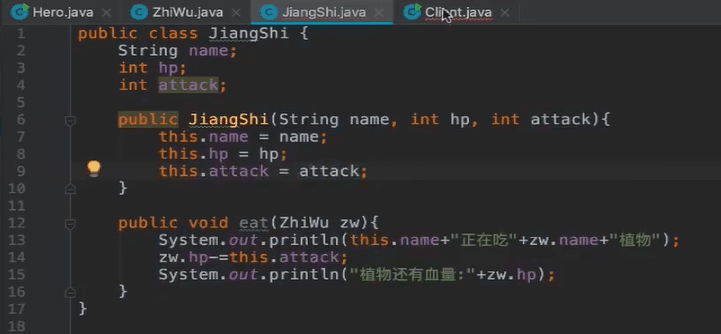 Hero.java ZhiWu.java JiangShi.java Client.java
1 public class JiangShi {
2 String name;
3 int hp;
4 int attack;
5
6 public JiangShi(String name, int hp, int attack){
7 this.name = name;
8 this.hp = hp;
9 this.attack = attack;
10 }
11
12 public void eat(ZhiWu zw){
13 System.out.println(this.name+"正在吃"+zw.name+"植物");
14 zw.hp-=this.attack;
15 System.out.println("植物还有血量:"+zw.hp);
16 }
17 }
18